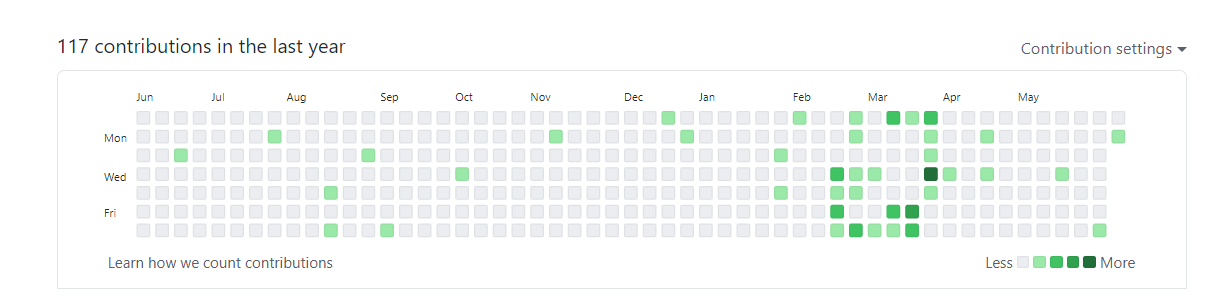 117 contributions in the last year
Contribution settings
Jun Jul Aug Sep Oct Nov Dec Jan Feb Mar Apr May
Mon
Wed
Fri
Learn how we count contributions
Less More